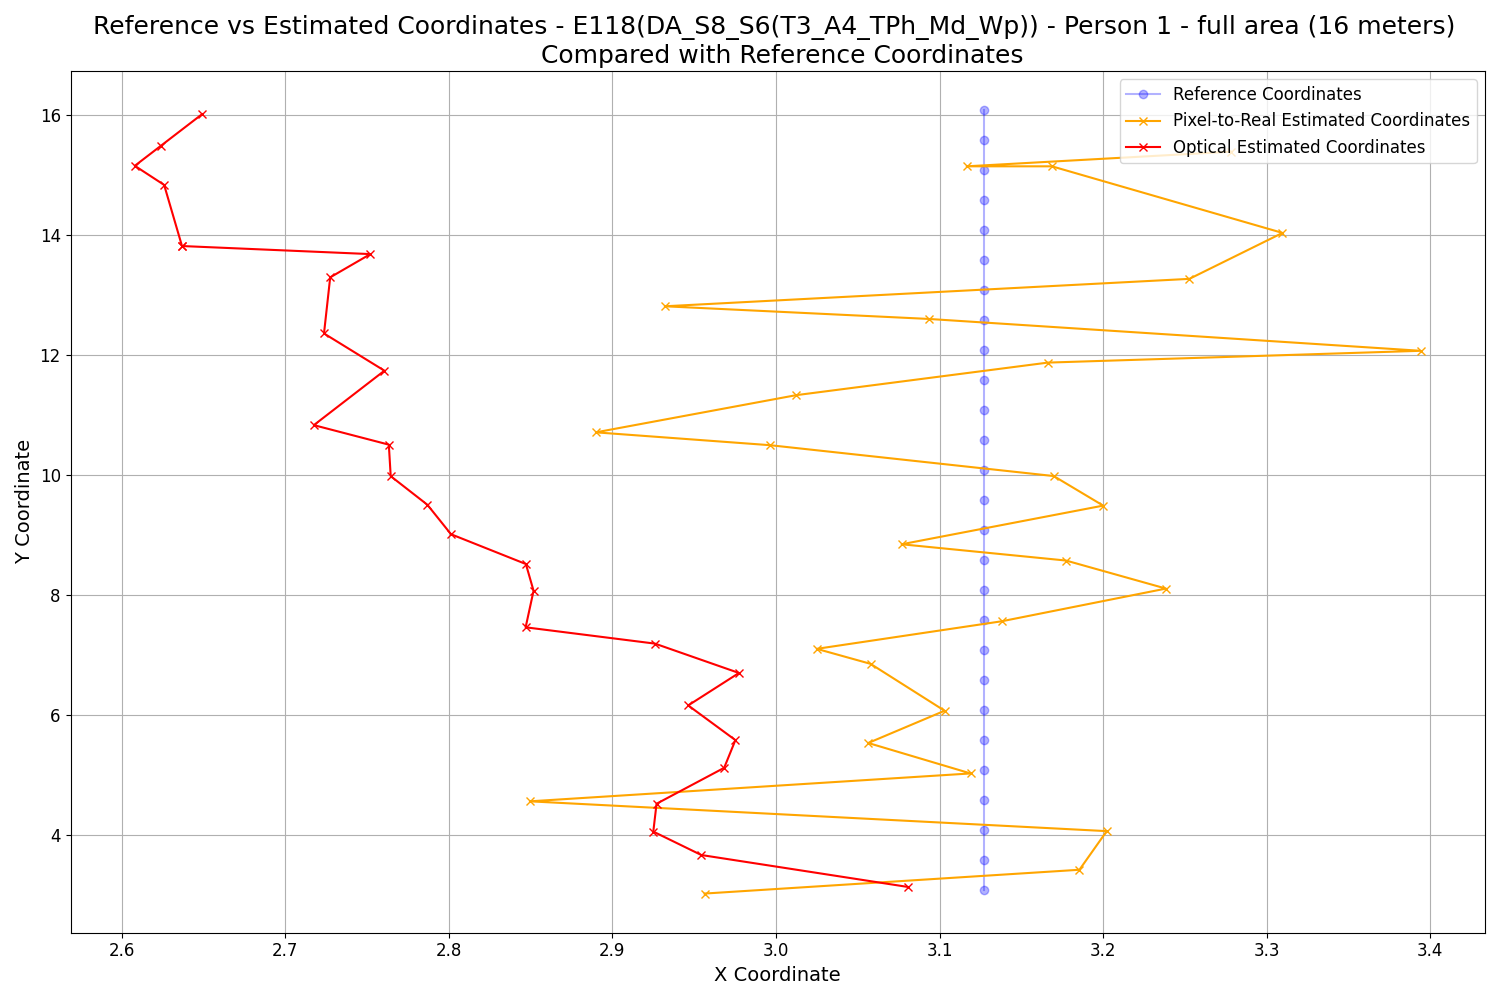 Reference vs Estimated Coordinates - E118(DA_S8_S6(T3_A4_TPh_Md_Wp)) - Person 1 - full area (16 meters)
Compared with Reference Coordinates
Reference Coordinates
Pixel-to-Real Estimated Coordinates
Optical Estimated Coordinates
Y Coordinate
16
14
12
10
8
6
4
2.6 2.7 2.8 2.9 3.0 3.1 3.2 3.3 3.4
X Coordinate